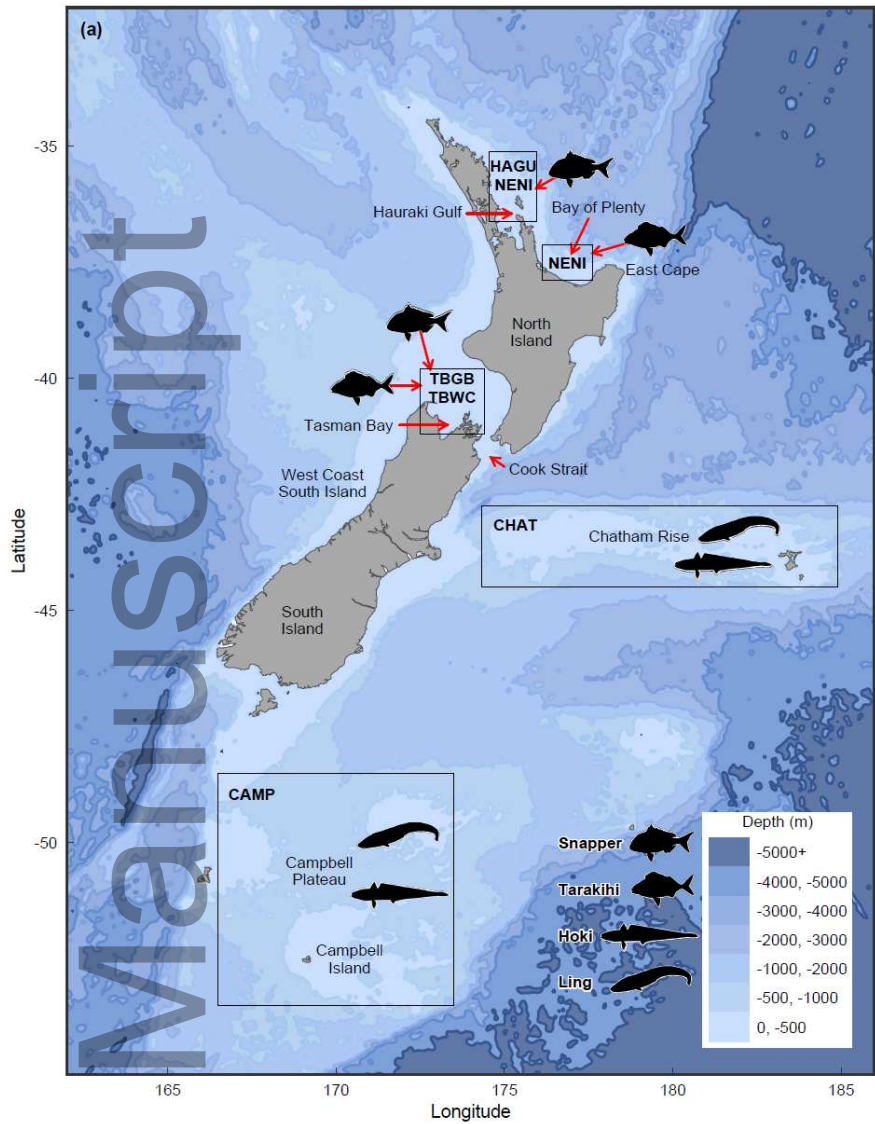 (a)
-35
-40
-45
-50
Latitude
165
170
175
180
185
Longitude
HAGU
NENI
Hauraki Gulf
Bay of Plenty
NENI
East Cape
North
Island
TBGB
TBWC
Tasman Bay
Cook Strait
West Coast
South Island
CHAT
Chatham Rise
South
Island
CAMP
Campbell
Plateau
Campbell
Island
Snapper
Tarakihi
Hoki
Ling
Depth (m)
-5000+
-4000, -5000
-3000, -4000
-2000, -3000
-1000, -2000
-500, -1000
0, -500
Manuscript